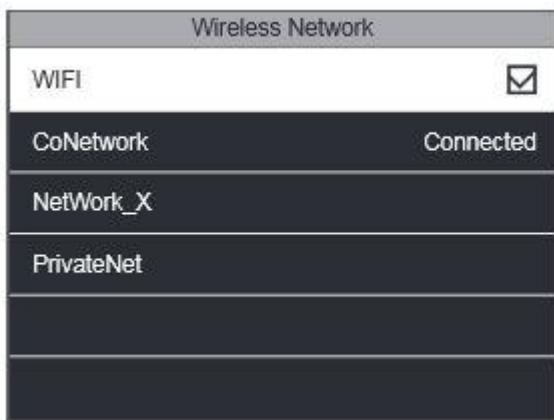 Wireless Network
WIFI
CoNetwork Connected
NetWork_X
PrivateNet